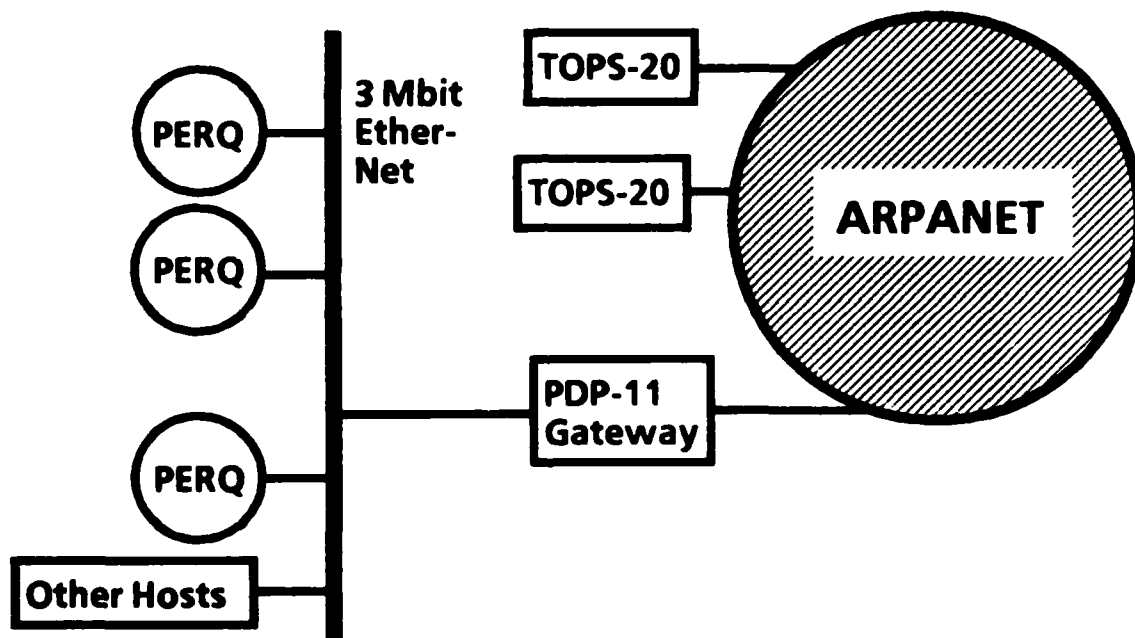 TOPS-20
3 Mbit
Ether-
Net
PERQ
TOPS-20
ARPANET
PERQ
PDP-11
Gateway
PERQ
Other Hosts